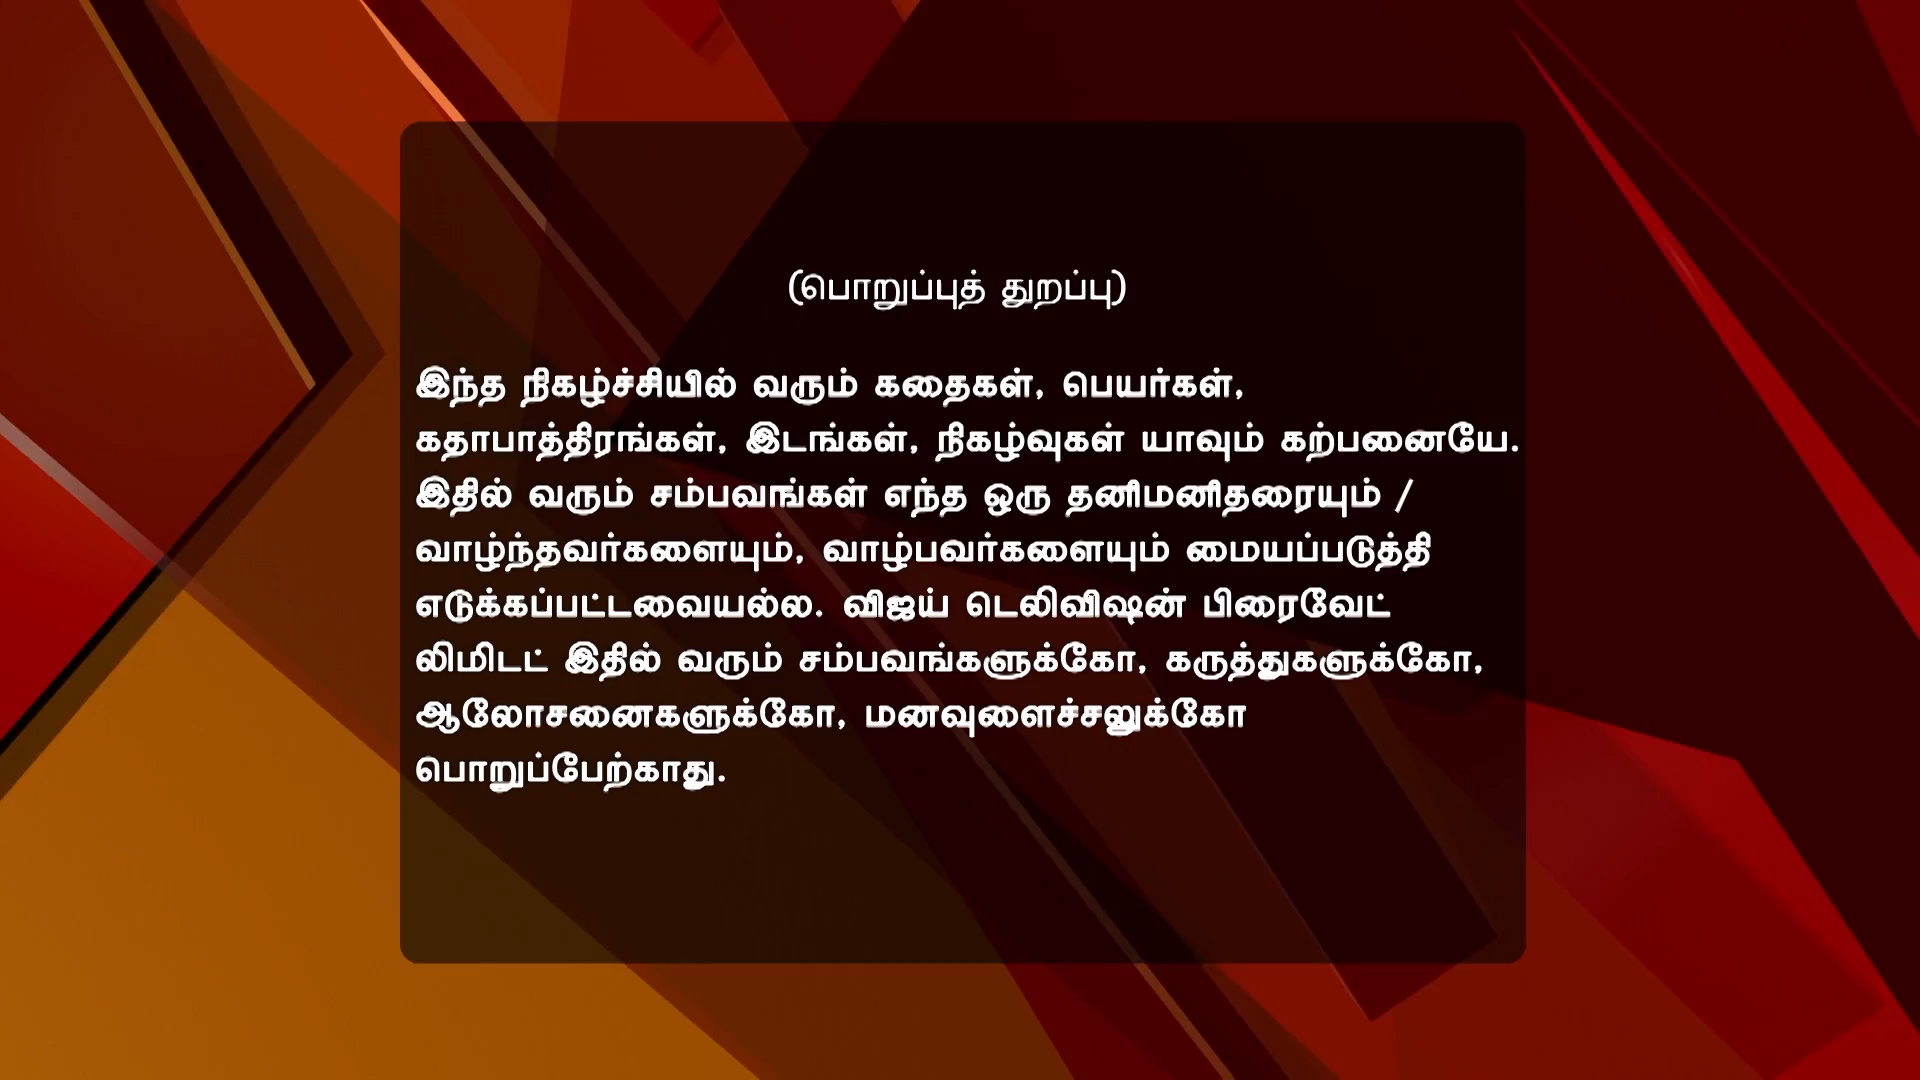 (பொறுப்புத் துறப்பு)
இந்த நிகழ்ச்சியில் வரும் கதைகள், பெயர்கள்,
கதாபாத்திரங்கள், இடங்கள், நிகழ்வுகள் யாவும் கற்பனையே.
இதில் வரும் சம்பவங்கள் எந்த ஒரு தனிமனிதரையும் /
வாழ்ந்தவர்களையும், வாழ்பவர்களையும் மையப்படுத்தி
எடுக்கப்பட்டவையல்ல. விஜய் டெலிவிஷன் பிரைவேட்
லிமிடட் இதில் வரும் சம்பவங்களுக்கோ, கருத்துகளுக்கோ,
ஆலோசனைகளுக்கோ, மனவுளைச்சலுக்கோ
பொறுப்பேற்காது.